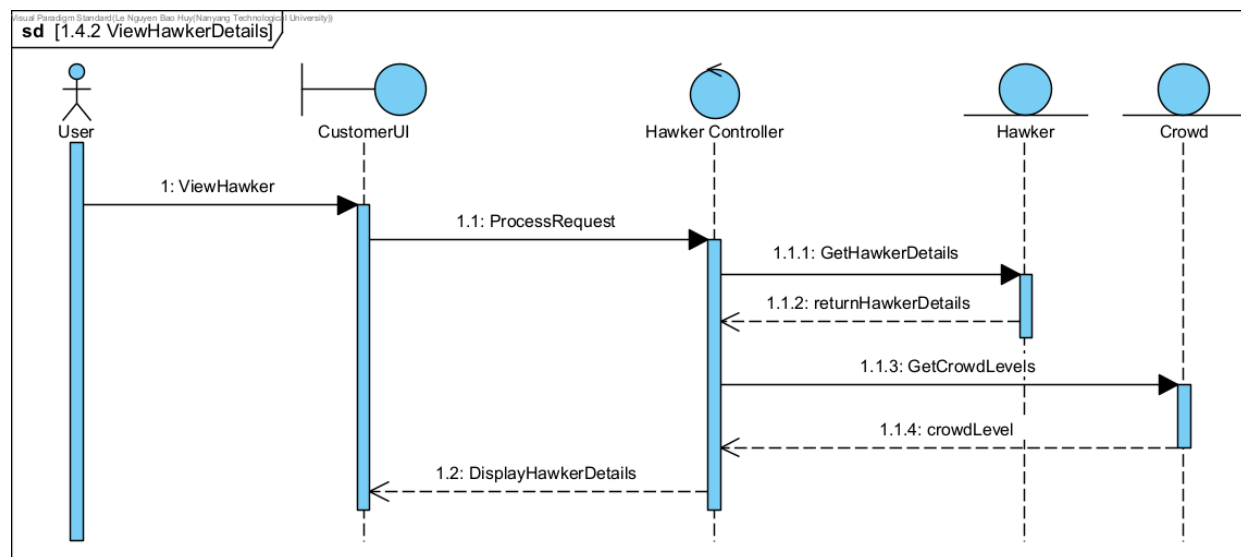 Visual Paradigm Standard(Le Nguyen Bao Huy(Nanyang Technological University))
sd [1.4.2 ViewHawkerDetails]
User
CustomerUI
Hawker Controller
Hawker
Crowd
1: ViewHawker
1.1: ProcessRequest
1.1.1: GetHawkerDetails
1.1.2: returnHawkerDetails
1.1.3: GetCrowdLevels
1.1.4: crowdLevel
1.2: DisplayHawkerDetails